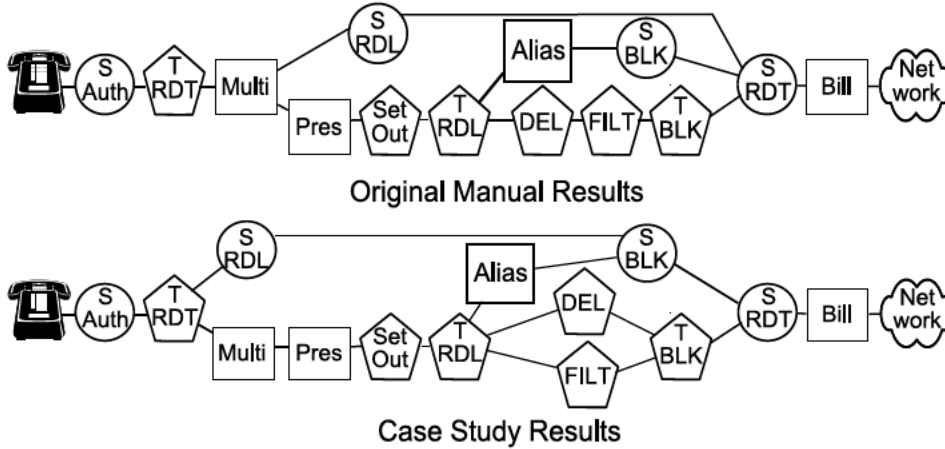 S
RDL
Alias
S
BLK
S
Auth
T
RDT
Multi
S
RDT
Bill
Net
work
Pres
Set
Out
T
RDL
DEL
FILT
T
BLK
Original Manual Results
S
RDL
Alias
S
BLK
S
Auth
T
RDT
DEL
S
RDT
Bill
Net
work
Multi
Pres
Set
Out
T
RDL
FILT
T
BLK
Case Study Results